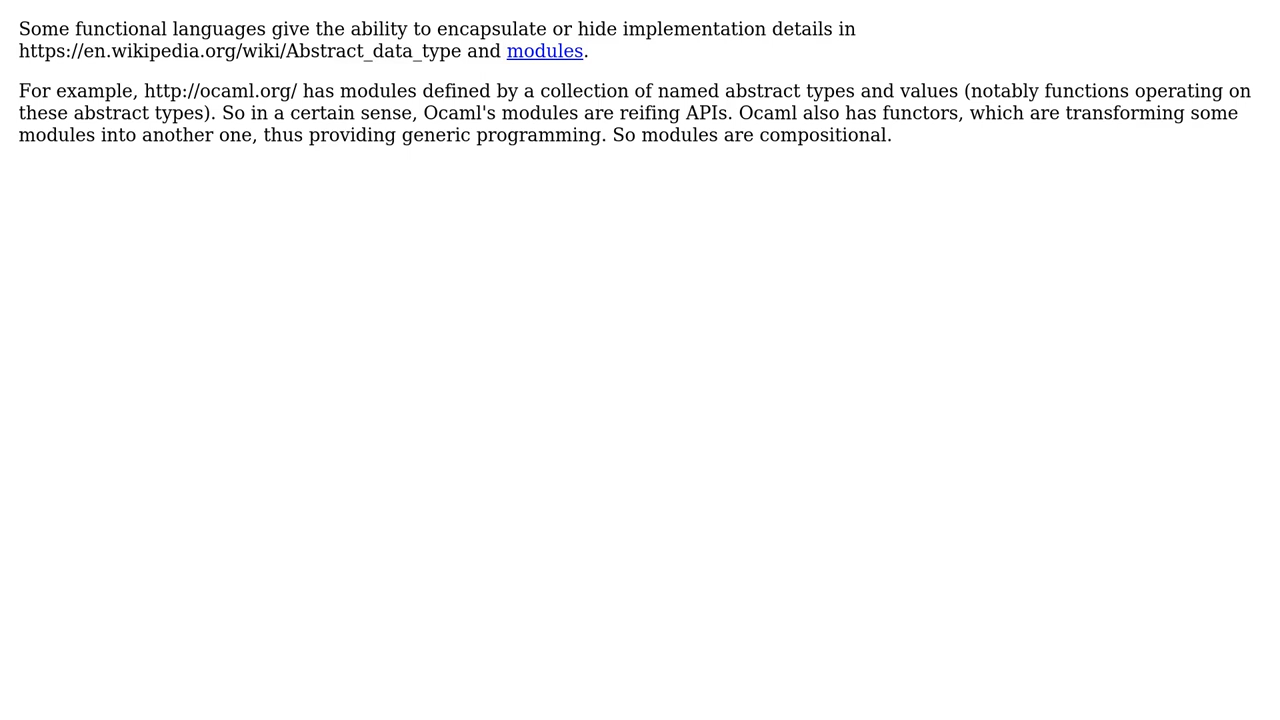 Some functional languages give the ability to encapsulate or hide implementation details in
https://en.wikipedia.org/wiki/Abstract_data_type and modules.
For example, http://ocaml.org/ has modules defined by a collection of named abstract types and values (notably functions operating on
these abstract types). So in a certain sense, Ocaml's modules are reifing APIs. Ocaml also has functors, which are transforming some
modules into another one, thus providing generic programming. So modules are compositional.